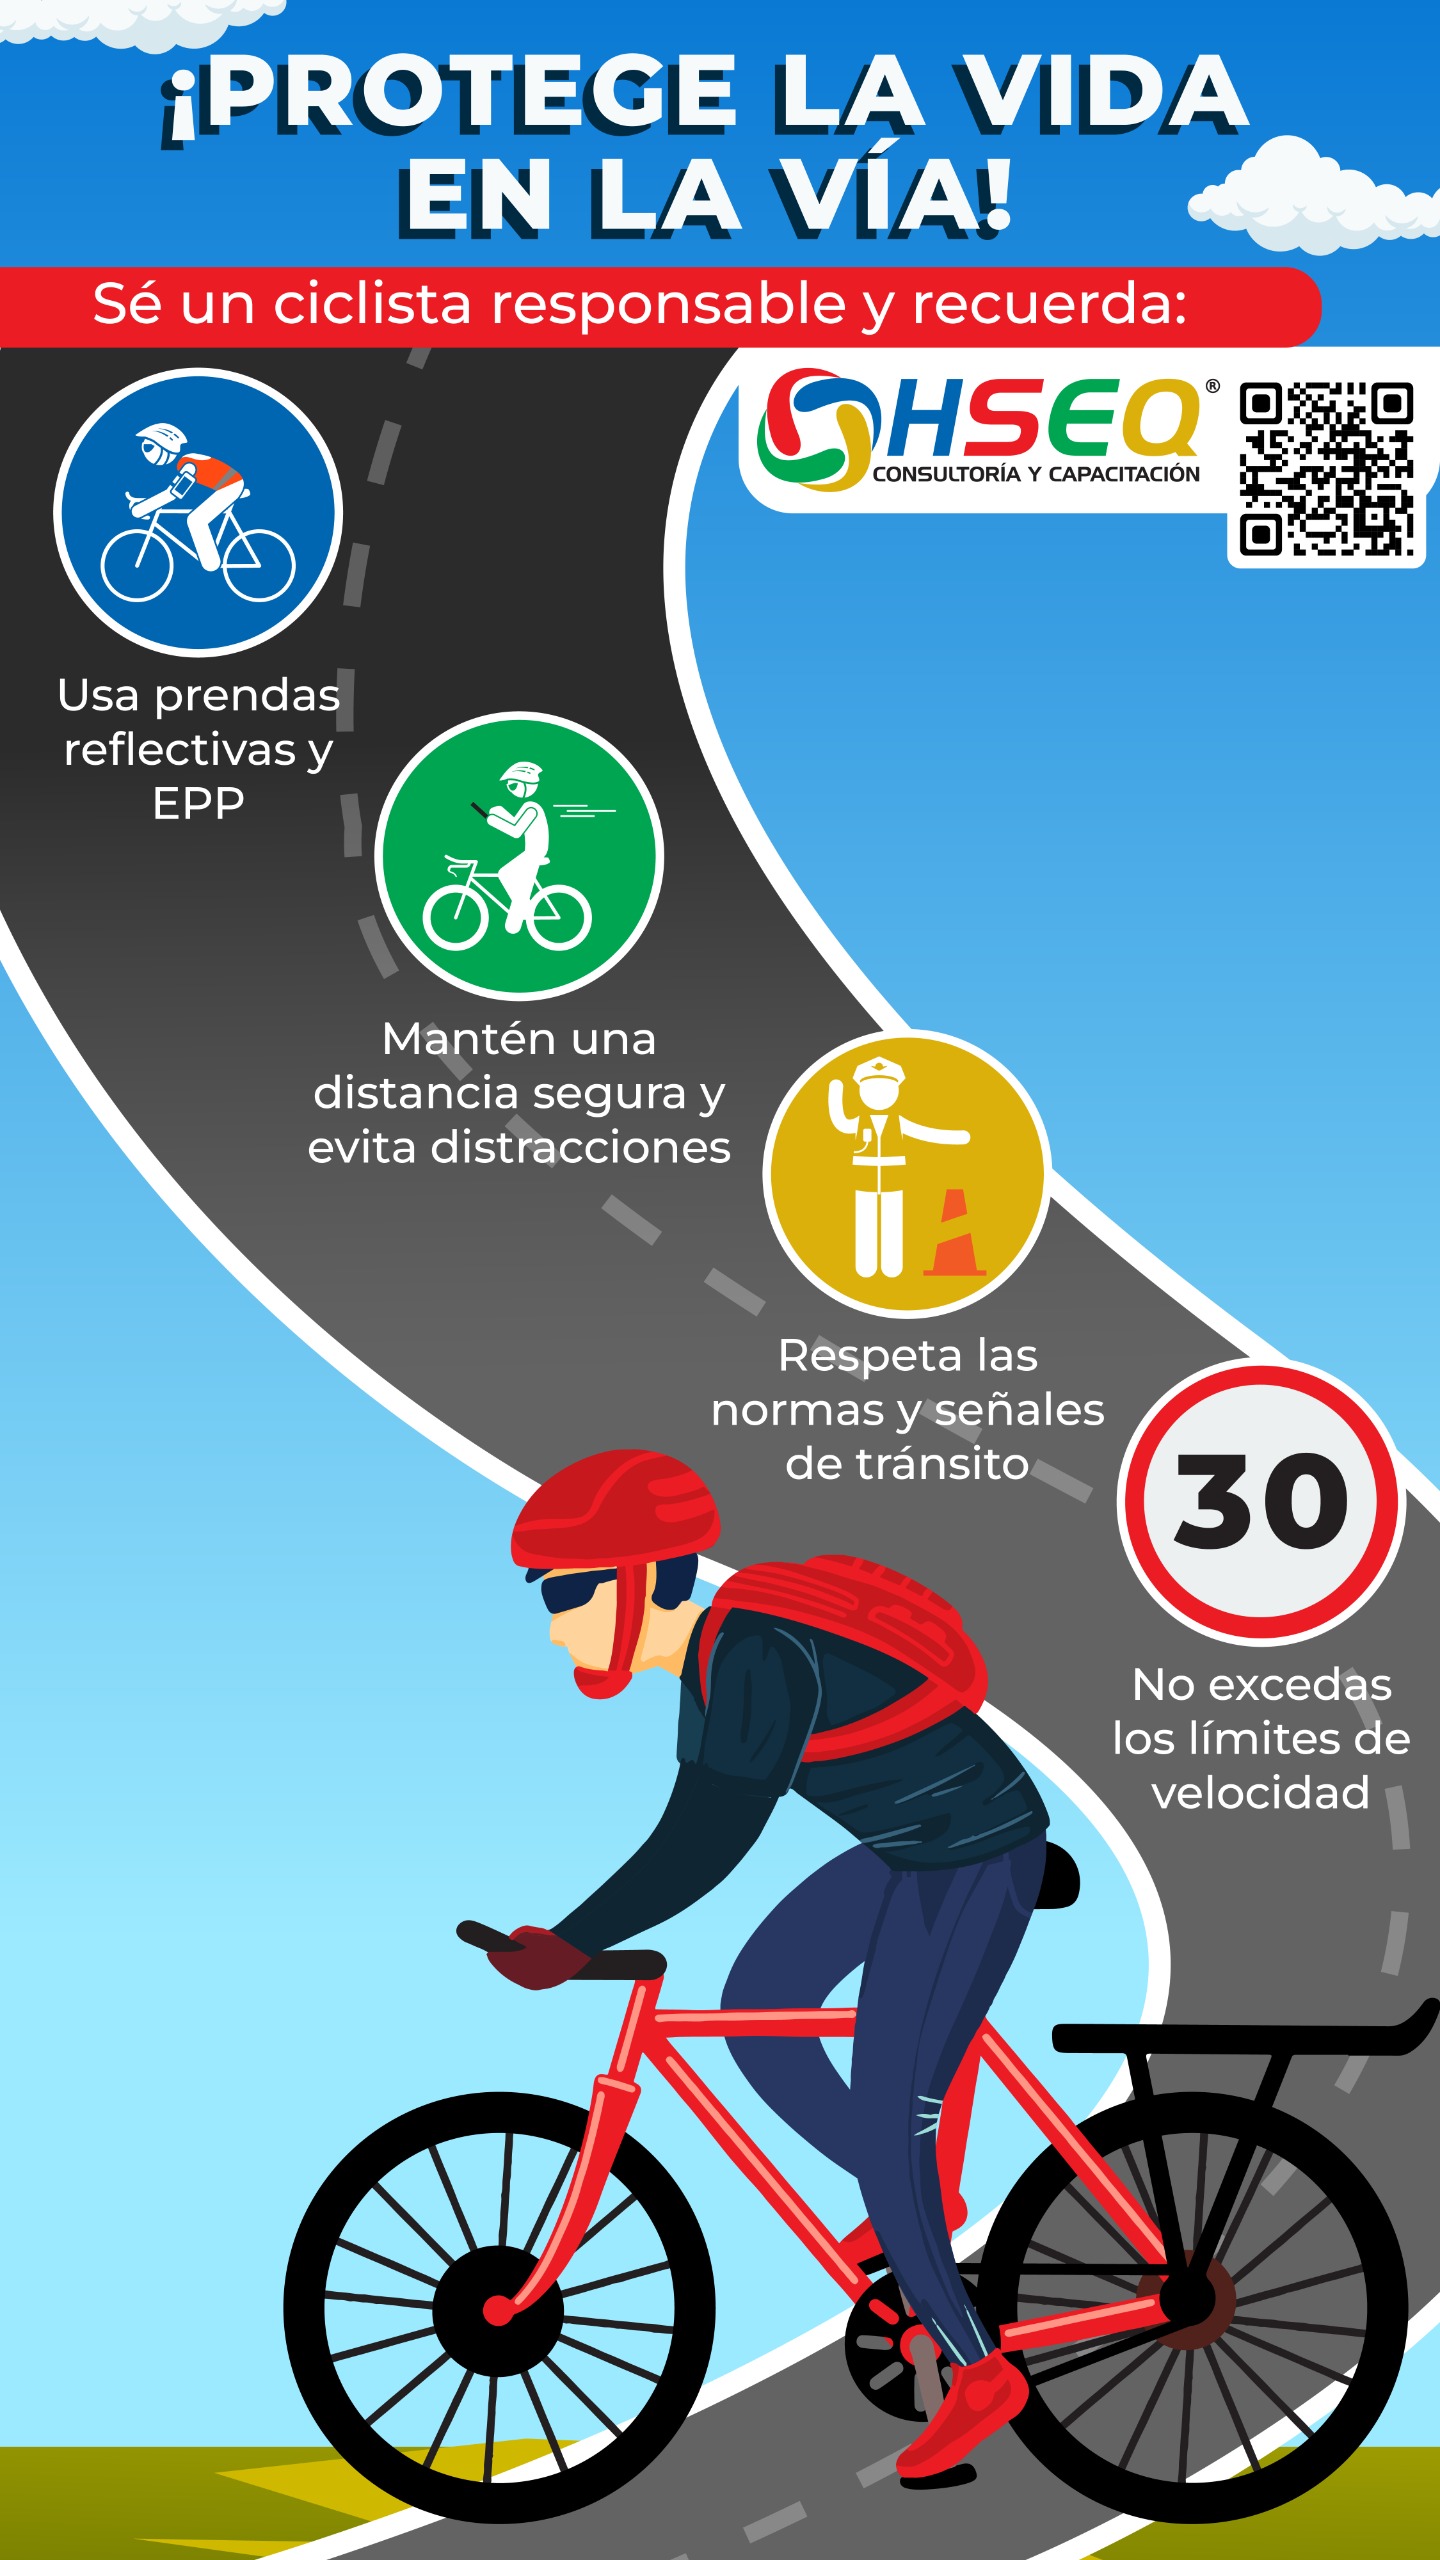 ¡PROTEGE LA VIDA
EN LA VÍA!
Sé un ciclista responsable y recuerda:
HSEQ®
CONSULTORÍA Y CAPACITACIÓN
Usa prendas
reflectivas y
EPP
Mantén una
distancia segura y
evita distracciones
Respeta las
normas y señales
de tránsito
30
No excedas
los límites de
velocidad